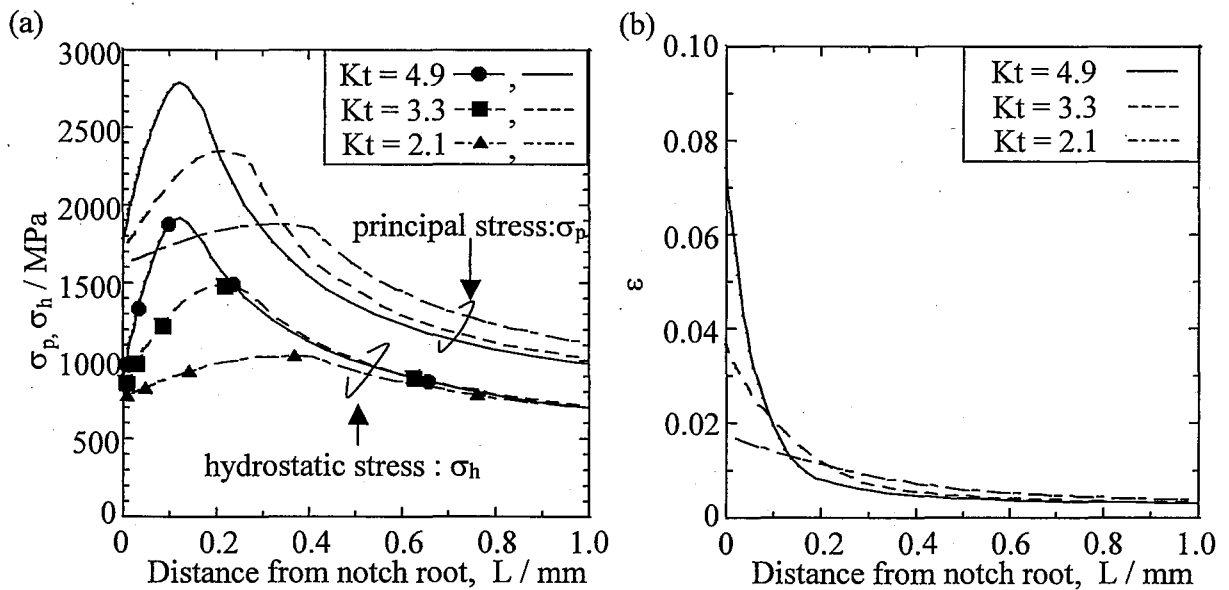 (a)
3000
2500
2000
1500
1000
500
0
σp, σh / MPa
Kt = 4.9 , 
Kt = 3.3 , 
Kt = 2.1 , 
principal stress:σp
hydrostatic stress : σh
0 0.2 0.4 0.6 0.8 1.0
Distance from notch root, L / mm
(b)
0.10
0.08
0.06
0.04
0.02
0
ε
Kt = 4.9
Kt = 3.3
Kt = 2.1
0 0.2 0.4 0.6 0.8 1.0
Distance from notch root, L / mm